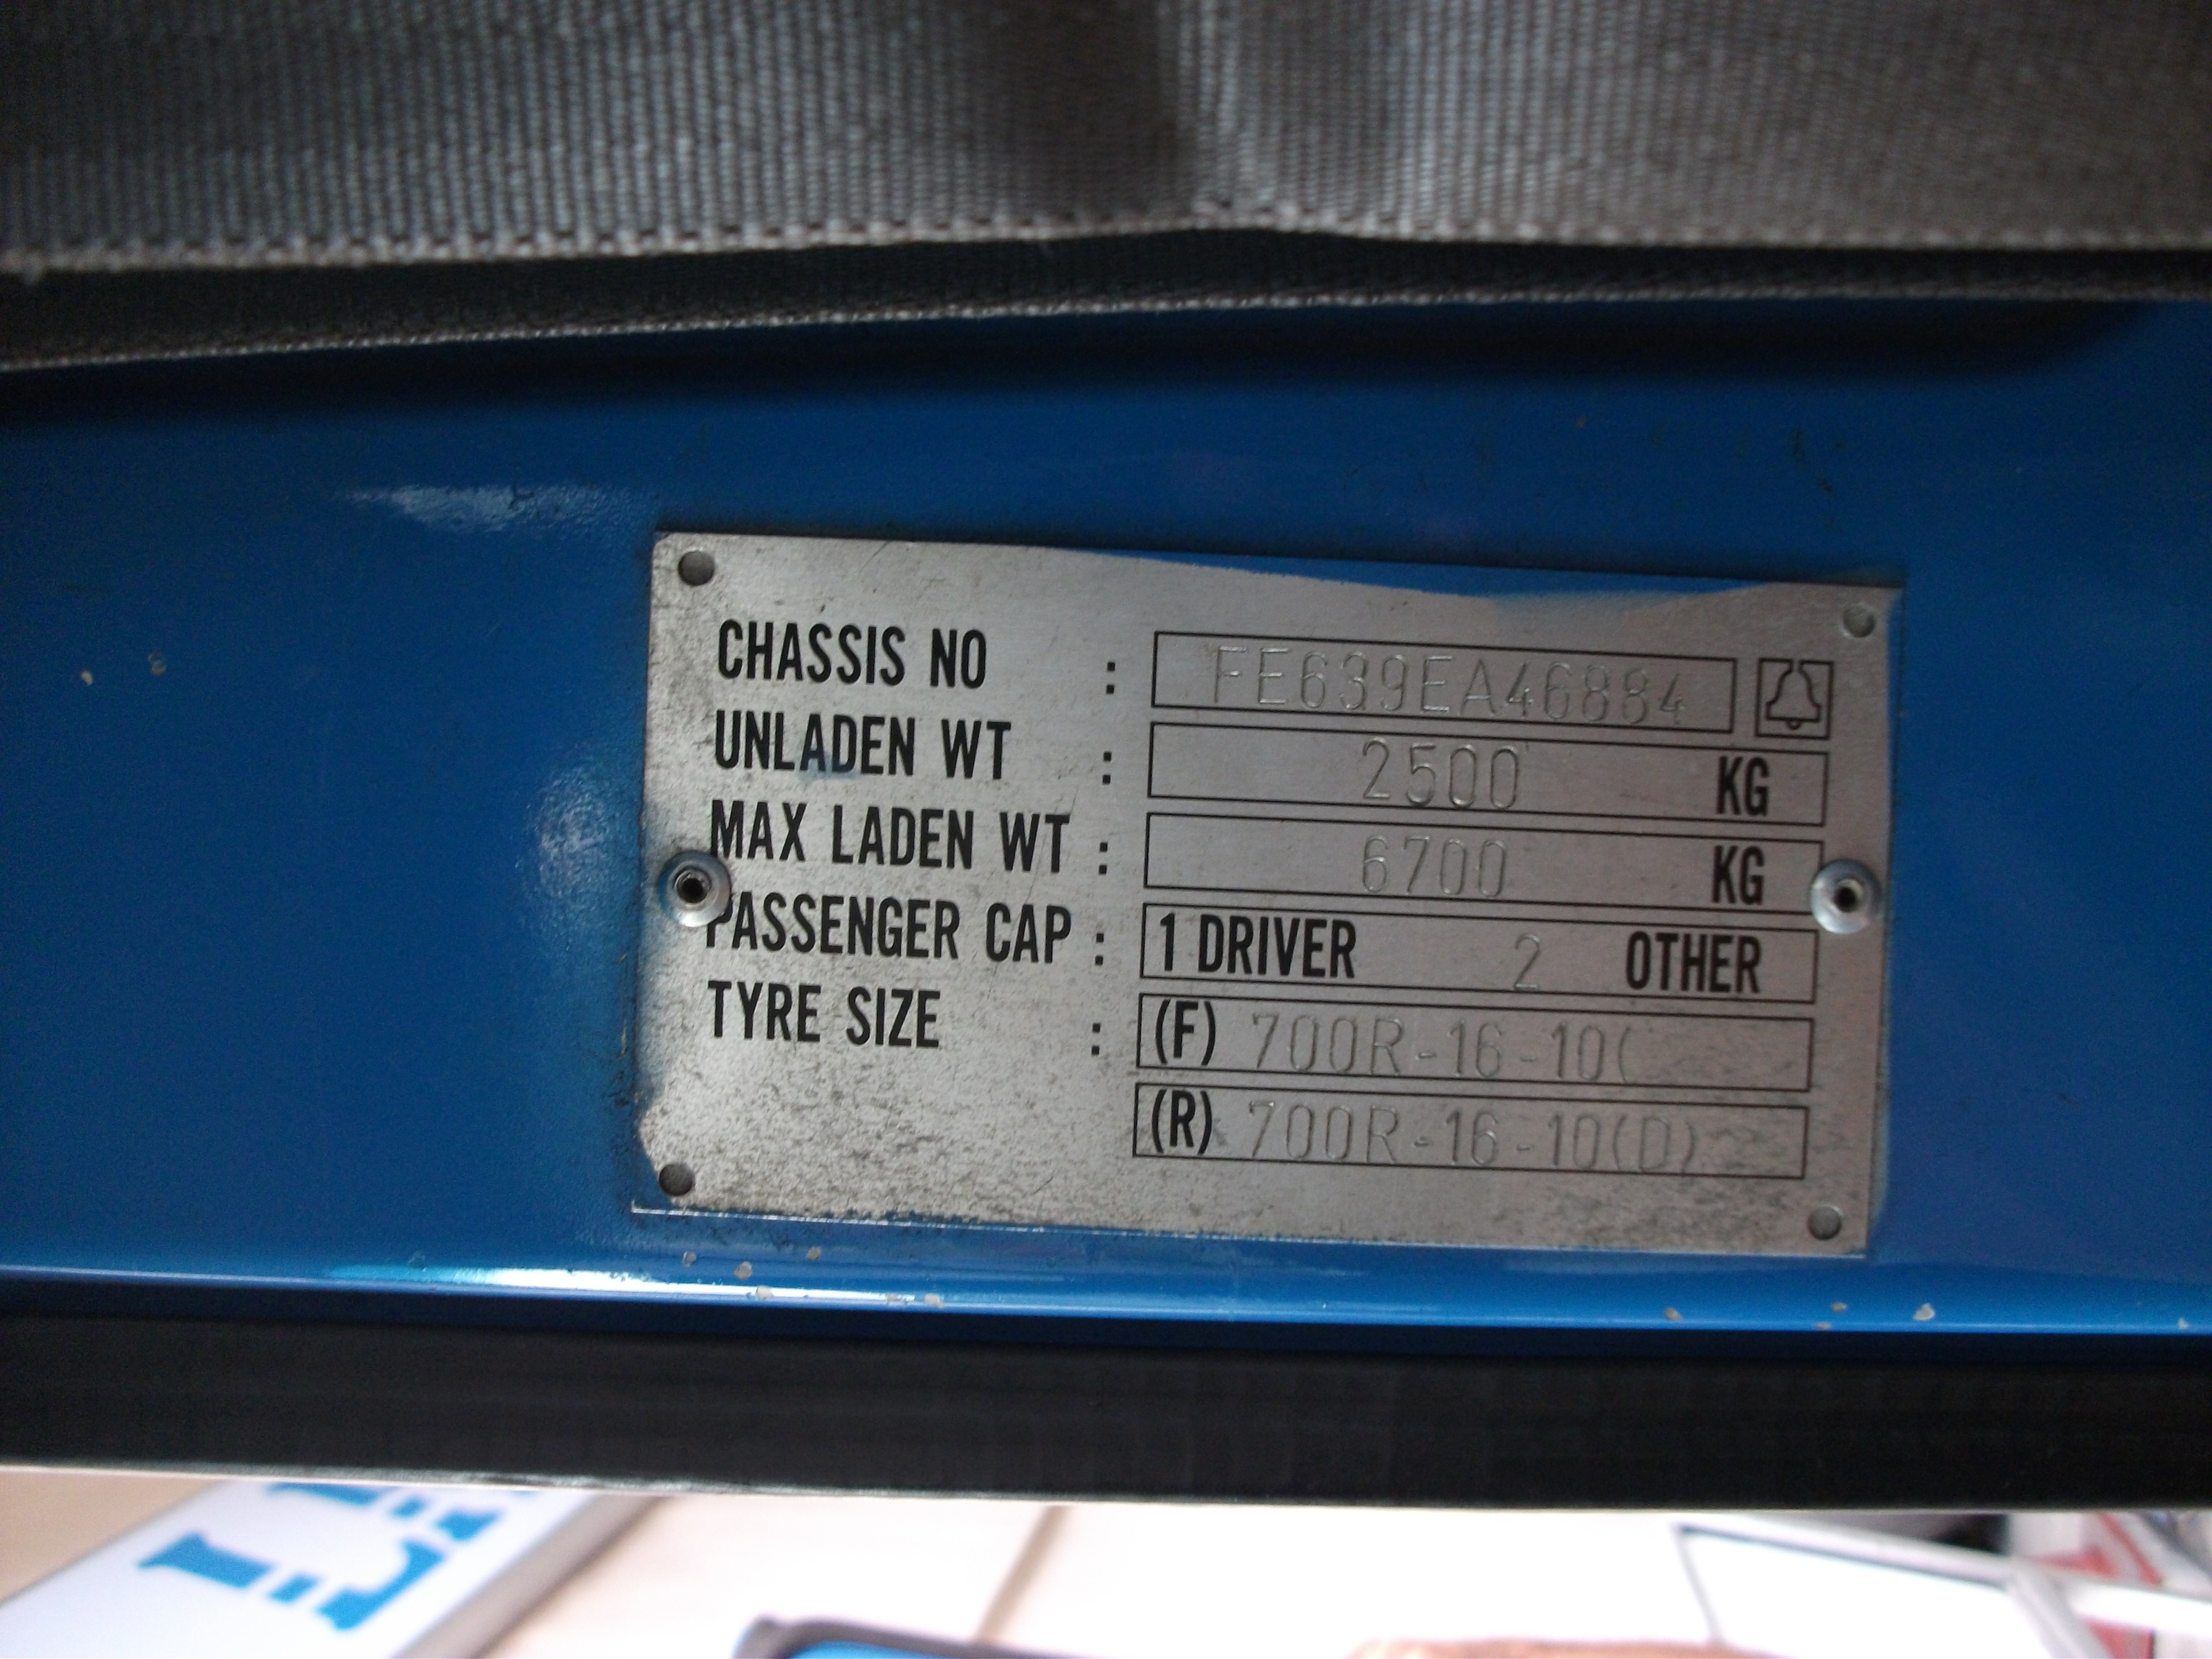 CHASSIS NO : FE639EA46884
UNLADEN WT : 2500 KG
MAX LADEN WT : 6700 KG
PASSENGER CAP : 1 DRIVER 2 OTHER
TYRE SIZE : (F) 700R-16-10(
(R) 700R-16-10(D)